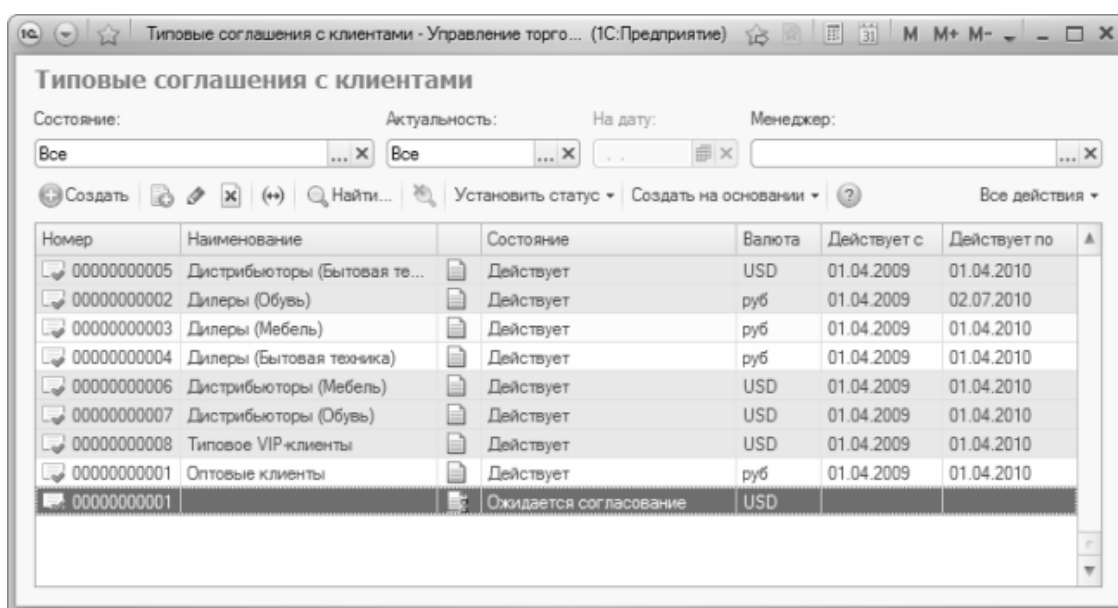 1С Типовые соглашения с клиентами - Управление торго... (1С:Предприятие) 31 M M+ M-
Типовые соглашения с клиентами
Состояние: Актуальность: На дату: Менеджер:
Все ... Все ... . . ...
Создать Найти... Установить статус Создать на основании ? Все действия
Номер Наименование Состояние Валюта Действует с Действует по
00000000005 Дистрибьюторы (Бытовая те... Действует USD 01.04.2009 01.04.2010
00000000002 Дилеры (Обувь) Действует руб 01.04.2009 02.07.2010
00000000003 Дилеры (Мебель) Действует руб 01.04.2009 01.04.2010
00000000004 Дилеры (Бытовая техника) Действует руб 01.04.2009 01.04.2010
00000000006 Дистрибьюторы (Мебель) Действует USD 01.04.2009 01.04.2010
00000000007 Дистрибьюторы (Обувь) Действует USD 01.04.2009 01.04.2010
00000000008 Типовое VIP-клиенты Действует USD 01.04.2009 01.04.2010
00000000001 Оптовые клиенты Действует руб 01.04.2009 01.04.2010
00000000001 Ожидается согласование USD